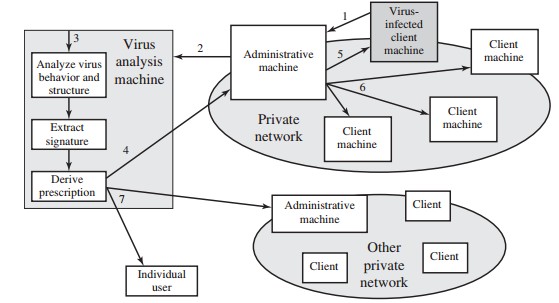 3
Virus
analysis
machine
Analyze virus
behavior and
structure
Extract
signature
Derive
prescription
2
4
7
Administrative
machine
1
Virus-
infected
client
machine
5
6
Client
machine
Client
machine
Client
machine
Private
network
Individual
user
Administrative
machine
Client
Client
Client
Other
private
network